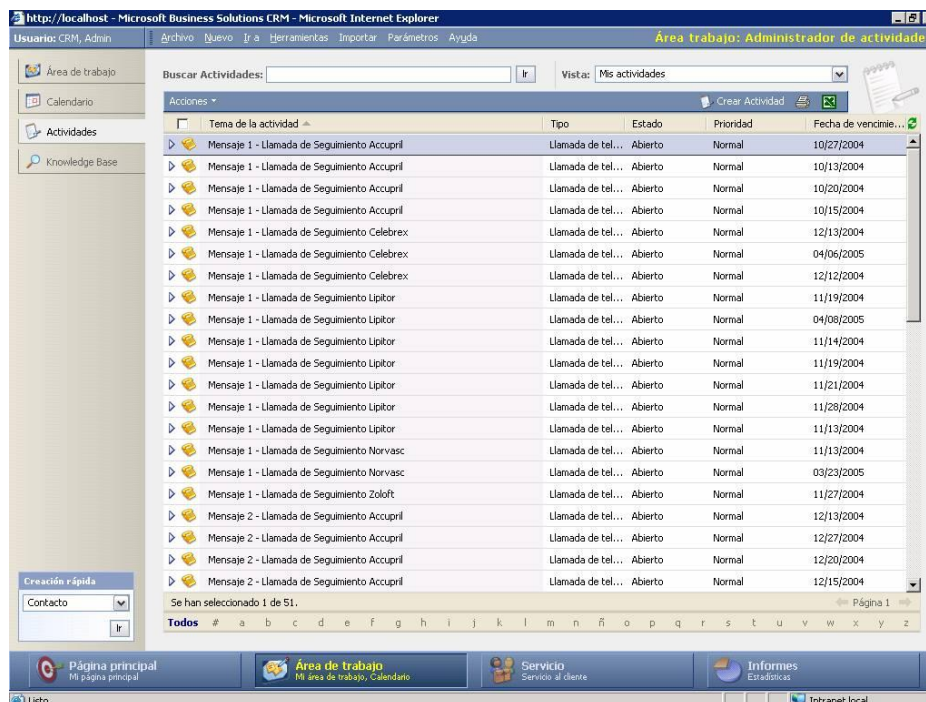 http://localhost - Microsoft Business Solutions CRM - Microsoft Internet Explorer
Usuario: CRM, Admin Archivo Nuevo Ir a Herramientas Importar Parámetros Ayuda Área trabajo: Administrador de actividade
Área de trabajo
Calendario
Actividades
Knowledge Base
Buscar Actividades: Ir Vista: Mis actividades
Acciones Crear Actividad
Tema de la actividad Tipo Estado Prioridad Fecha de vencimie...
Mensaje 1 - Llamada de Seguimiento Accupril Llamada de tel... Abierto Normal 10/27/2004
Mensaje 1 - Llamada de Seguimiento Accupril Llamada de tel... Abierto Normal 10/13/2004
Mensaje 1 - Llamada de Seguimiento Accupril Llamada de tel... Abierto Normal 10/20/2004
Mensaje 1 - Llamada de Seguimiento Accupril Llamada de tel... Abierto Normal 10/15/2004
Mensaje 1 - Llamada de Seguimiento Celebrex Llamada de tel... Abierto Normal 12/13/2004
Mensaje 1 - Llamada de Seguimiento Celebrex Llamada de tel... Abierto Normal 04/06/2005
Mensaje 1 - Llamada de Seguimiento Celebrex Llamada de tel... Abierto Normal 12/12/2004
Mensaje 1 - Llamada de Seguimiento Lipitor Llamada de tel... Abierto Normal 11/19/2004
Mensaje 1 - Llamada de Seguimiento Lipitor Llamada de tel... Abierto Normal 04/08/2005
Mensaje 1 - Llamada de Seguimiento Lipitor Llamada de tel... Abierto Normal 11/14/2004
Mensaje 1 - Llamada de Seguimiento Lipitor Llamada de tel... Abierto Normal 11/19/2004
Mensaje 1 - Llamada de Seguimiento Lipitor Llamada de tel... Abierto Normal 11/21/2004
Mensaje 1 - Llamada de Seguimiento Lipitor Llamada de tel... Abierto Normal 11/28/2004
Mensaje 1 - Llamada de Seguimiento Lipitor Llamada de tel... Abierto Normal 11/13/2004
Mensaje 1 - Llamada de Seguimiento Norvasc Llamada de tel... Abierto Normal 11/13/2004
Mensaje 1 - Llamada de Seguimiento Norvasc Llamada de tel... Abierto Normal 03/23/2005
Mensaje 1 - Llamada de Seguimiento Zoloft Llamada de tel... Abierto Normal 11/27/2004
Mensaje 2 - Llamada de Seguimiento Accupril Llamada de tel... Abierto Normal 12/13/2004
Mensaje 2 - Llamada de Seguimiento Accupril Llamada de tel... Abierto Normal 12/27/2004
Mensaje 2 - Llamada de Seguimiento Accupril Llamada de tel... Abierto Normal 12/20/2004
Mensaje 2 - Llamada de Seguimiento Accupril Llamada de tel... Abierto Normal 12/15/2004
Creación rápida
Contacto
Ir
Se han seleccionado 1 de 51. Página 1
Todos # a b c d e f g h i j k l m n ñ o p q r s t u v w x y z
Página principal
Mi página principal
Área de trabajo
Mi área de trabajo, Calendario
Servicio
Servicio al cliente
Informes
Estadísticas
Listo Intranet local